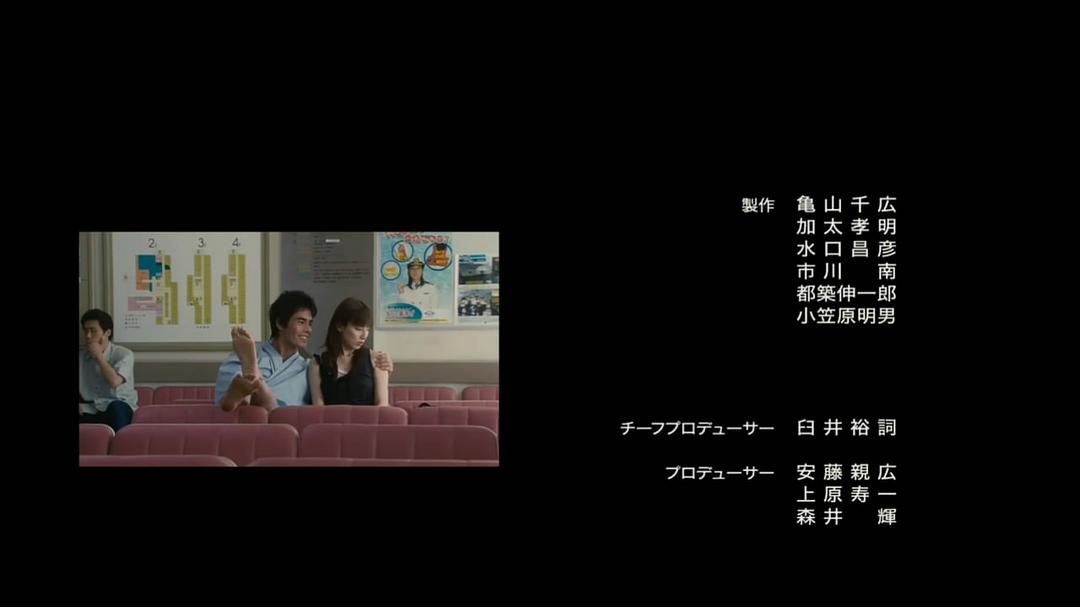 2
3
4
製作 亀山千広
加太孝明
水口昌彦
市川 南
都築伸一郎
小笠原明男
チーフプロデューサー 臼井裕詞
プロデューサー 安藤親広
上原寿一
森井 輝